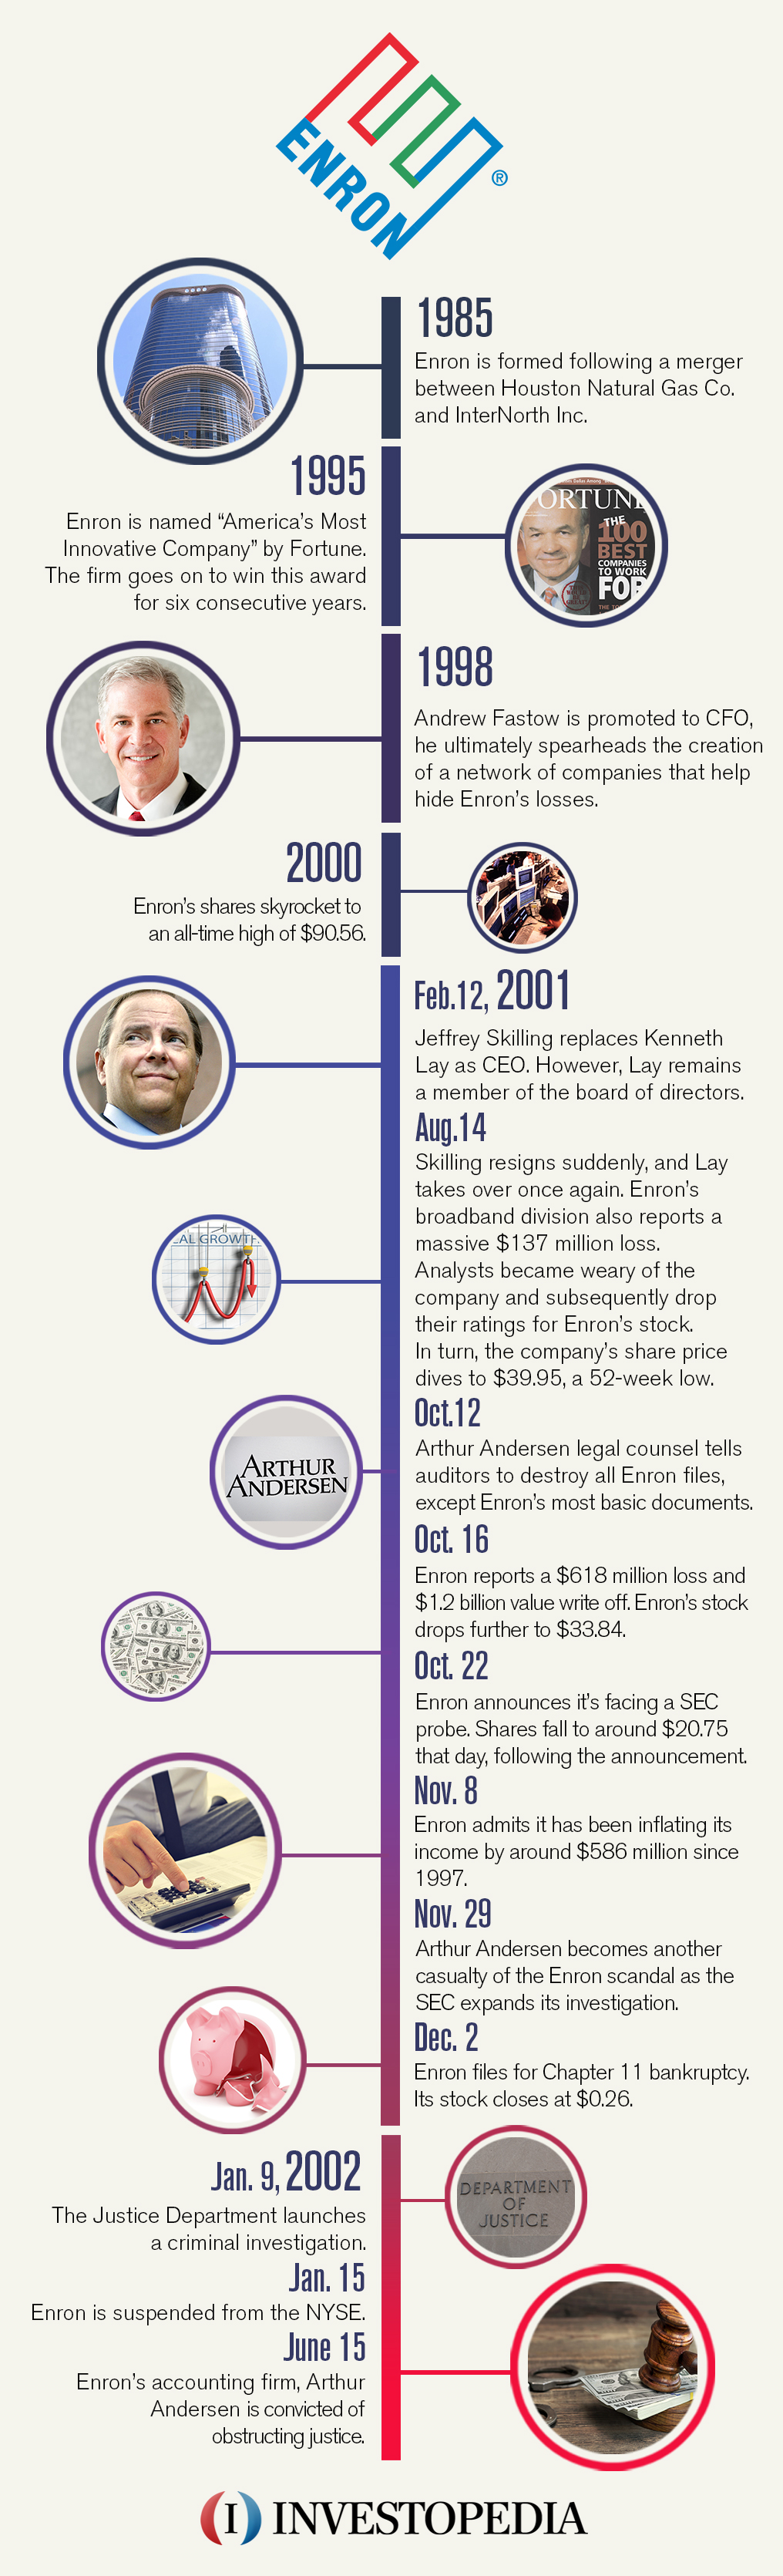 ENRON
®
1985
Enron is formed following a merger
between Houston Natural Gas Co.
and InterNorth Inc.
1995
Enron is named “America’s Most
Innovative Company” by Fortune.
The firm goes on to win this award
for six consecutive years.
ORTUN
THE
100
BEST
COMPANIES
TO WORK
FOR
1998
Andrew Fastow is promoted to CFO,
he ultimately spearheads the creation
of a network of companies that help
hide Enron’s losses.
2000
Enron’s shares skyrocket to
an all-time high of $90.56.
Feb.12, 2001
Jeffrey Skilling replaces Kenneth
Lay as CEO. However, Lay remains
a member of the board of directors.
Aug.14
Skilling resigns suddenly, and Lay
takes over once again. Enron’s
broadband division also reports a
massive $137 million loss.
Analysts became weary of the
company and subsequently drop
their ratings for Enron’s stock.
In turn, the company’s share price
dives to $39.95, a 52-week low.
AL GROWTH
Oct.12
Arthur Andersen legal counsel tells
auditors to destroy all Enron files,
except Enron’s most basic documents.
ARTHUR
ANDERSEN
Oct. 16
Enron reports a $618 million loss and
$1.2 billion value write off. Enron’s stock
drops further to $33.84.
Oct. 22
Enron announces it’s facing a SEC
probe. Shares fall to around $20.75
that day, following the announcement.
Nov. 8
Enron admits it has been inflating its
income by around $586 million since
1997.
Nov. 29
Arthur Andersen becomes another
casualty of the Enron scandal as the
SEC expands its investigation.
Dec. 2
Enron files for Chapter 11 bankruptcy.
Its stock closes at $0.26.
Jan. 9, 2002
The Justice Department launches
a criminal investigation.
DEPARTMENT
OF
JUSTICE
Jan. 15
Enron is suspended from the NYSE.
June 15
Enron’s accounting firm, Arthur
Andersen is convicted of
obstructing justice.
(I) INVESTOPEDIA